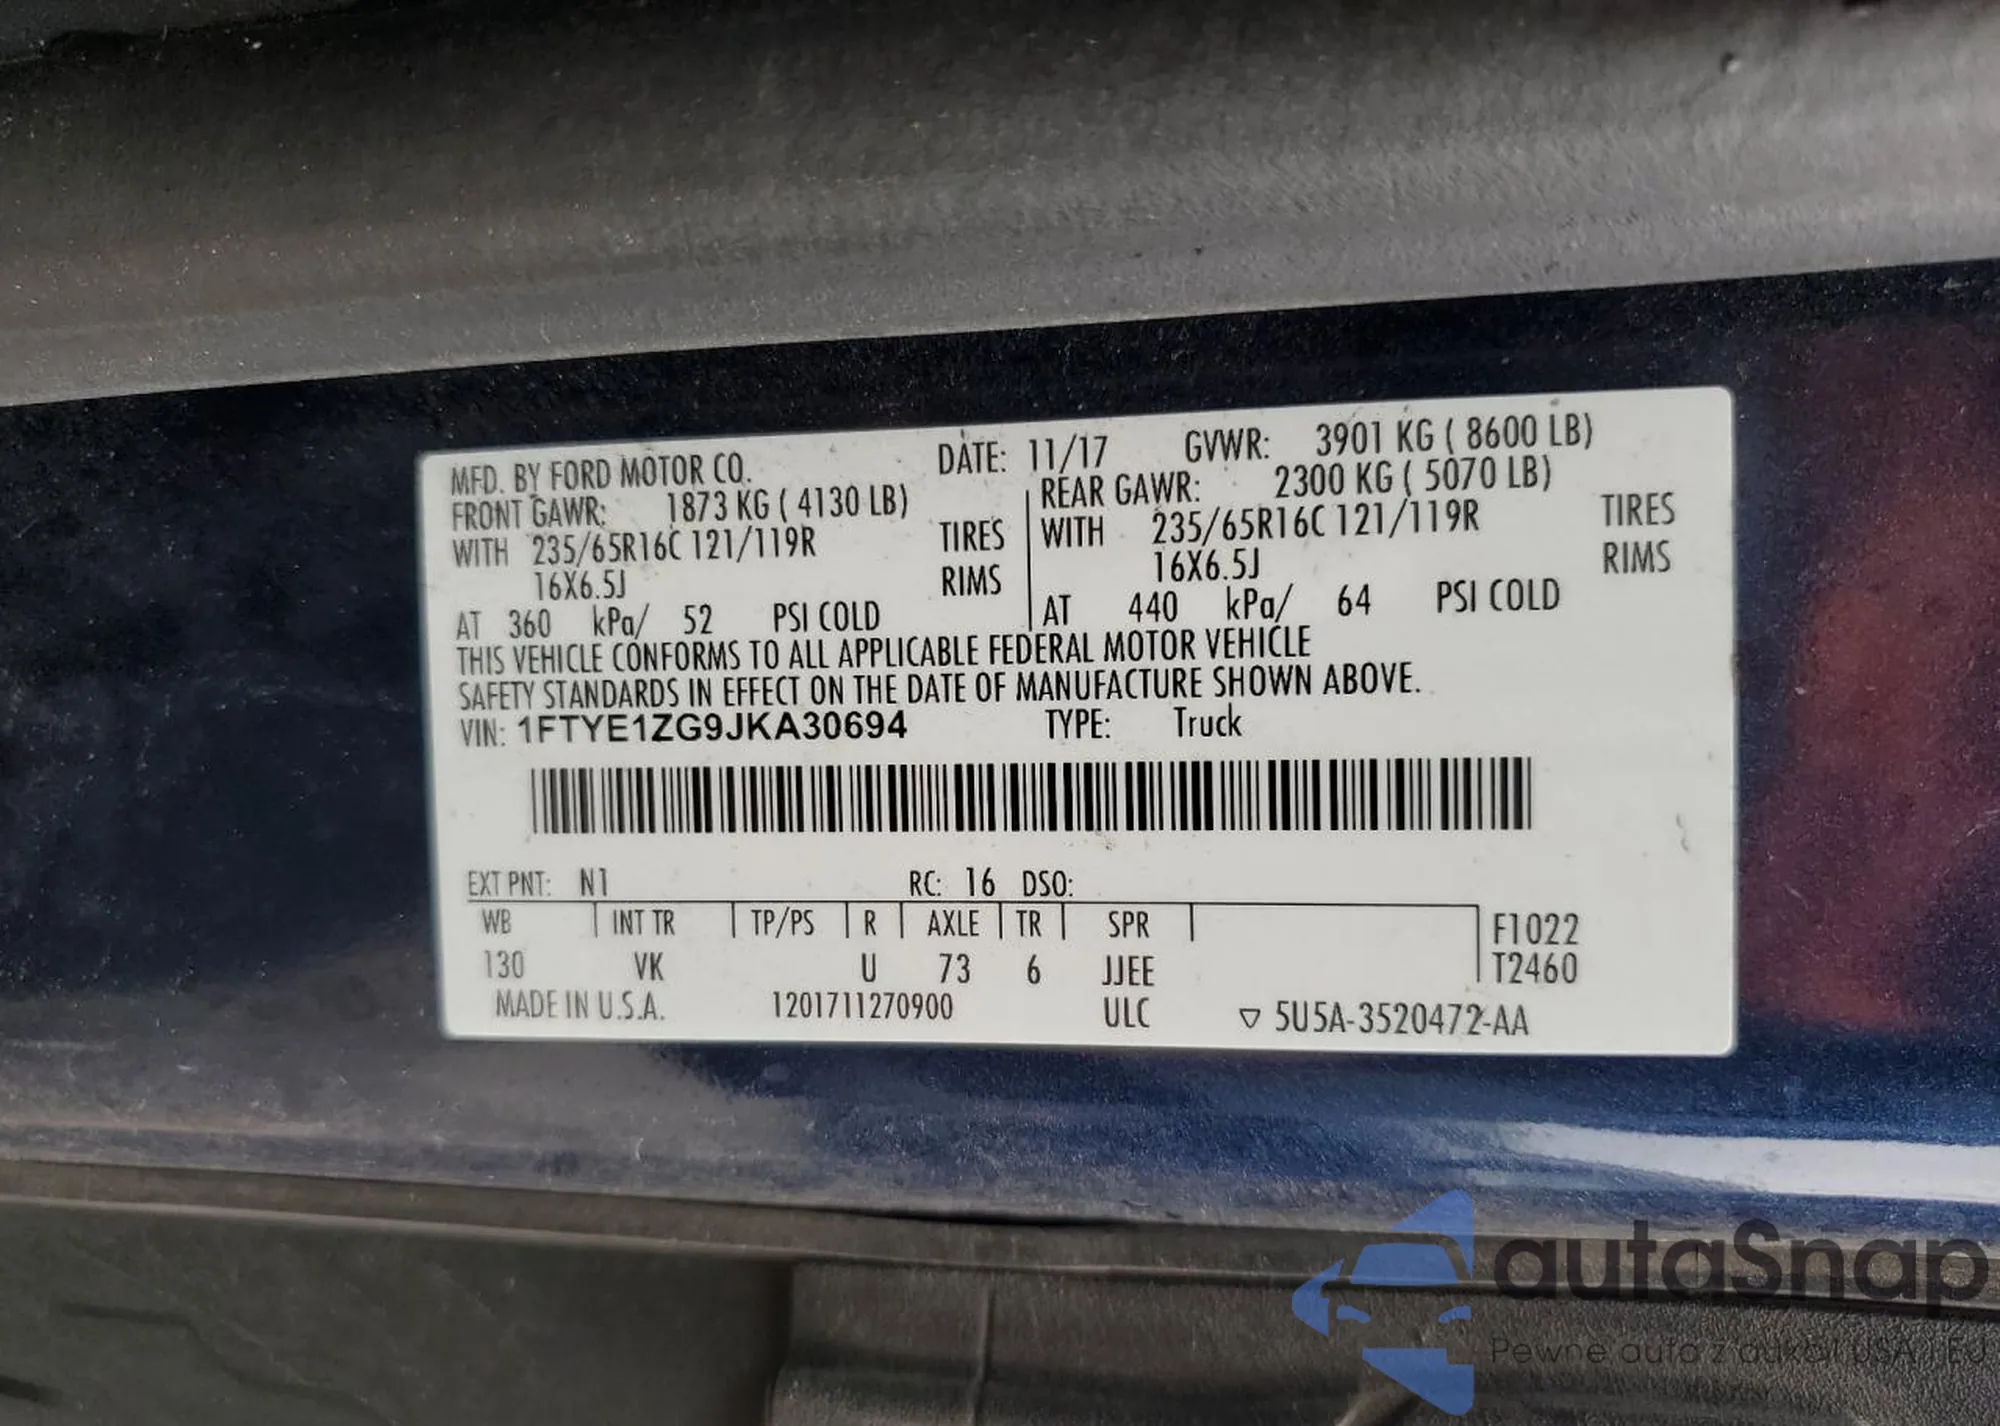 MFD. BY FORD MOTOR CO. DATE: 11/17 GVWR: 3901 KG ( 8600 LB)
FRONT GAWR: 1873 KG ( 4130 LB) REAR GAWR: 2300 KG ( 5070 LB)
WITH 235/65R16C 121/119R TIRES WITH 235/65R16C 121/119R TIRES
16X6.5J RIMS 16X6.5J RIMS
AT 360 kPa/ 52 PSI COLD AT 440 kPa/ 64 PSI COLD
THIS VEHICLE CONFORMS TO ALL APPLICABLE FEDERAL MOTOR VEHICLE
SAFETY STANDARDS IN EFFECT ON THE DATE OF MANUFACTURE SHOWN ABOVE.
VIN: 1FTYE1ZG9JKA30694 TYPE: Truck
EXT PNT: N1 RC: 16 DSO:
WB INT TR TP/PS R AXLE TR SPR F1022
130 VK U 73 6 JJEE T2460
MADE IN U.S.A. 1201711270900 ULC ▽ 5U5A-3520472-AA
autaSnap
Pewne auta z aukcji USA i EU